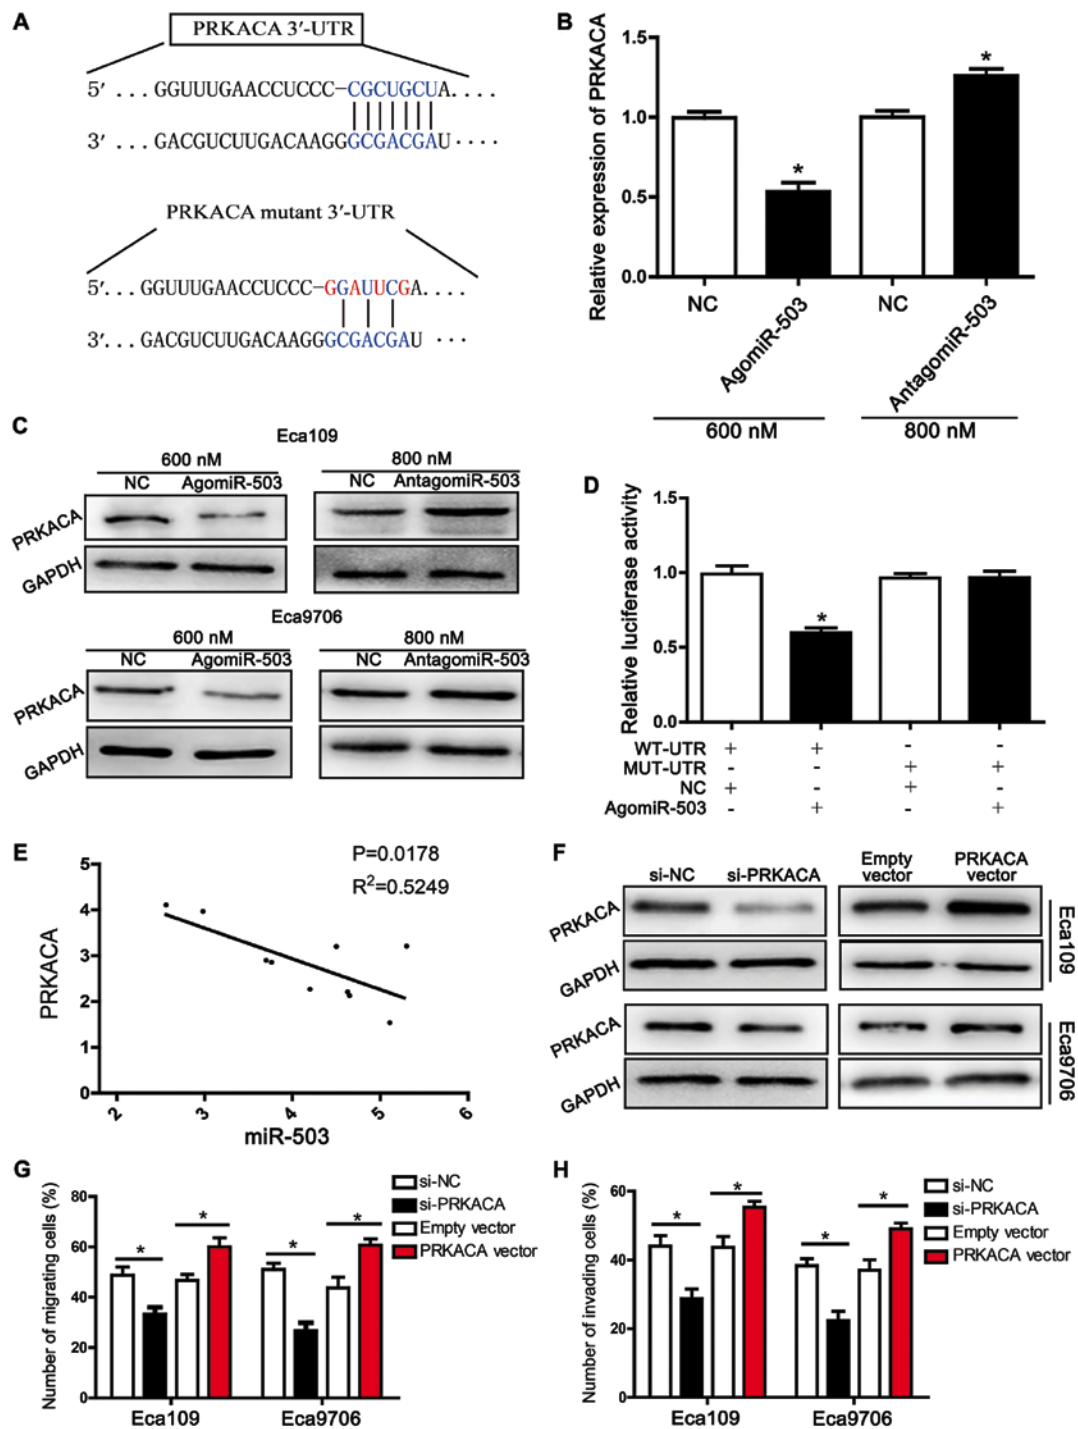 A
PRKACA 3'-UTR
5' ... GGUUUGAACCUCCC-CGCUGCUA....
3' ... GACGUCUUGACAAGGGCGACGAU ....
PRKACA mutant 3'-UTR
5'... GGUUUGAACCUCCC-GGAUUCGA....
3'... GACGUCUUGACAAGGGCGACGAU ...
B
Relative expression of PRKACA
1.5
1.0
0.5
0.0
* *
NC AgomiR-503 NC AntagomiR-503
600 nM 800 nM
C
Eca109
600 nM 800 nM
NC AgomiR-503 NC AntagomiR-503
PRKACA
GAPDH
Eca9706
600 nM 800 nM
NC AgomiR-503 NC AntagomiR-503
PRKACA
GAPDH
D
Relative luciferase activity
1.5
1.0
0.5
0.0
*
WT-UTR + + - -
MUT-UTR - - + +
NC + - + -
AgomiR-503 - + - +
E
P=0.0178
R²=0.5249
PRKACA
5
4
3
2
1
0
2 3 4 5 6
miR-503
F
si-NC si-PRKACA Empty vector PRKACA vector
PRKACA
GAPDH
Eca109
PRKACA
GAPDH
Eca9706
G
Number of migrating cells (%)
80
60
40
20
0
* * * *
Eca109 Eca9706
si-NC
si-PRKACA
Empty vector
PRKACA vector
H
Number of invading cells (%)
60
40
20
0
* * * *
Eca109 Eca9706
si-NC
si-PRKACA
Empty vector
PRKACA vector